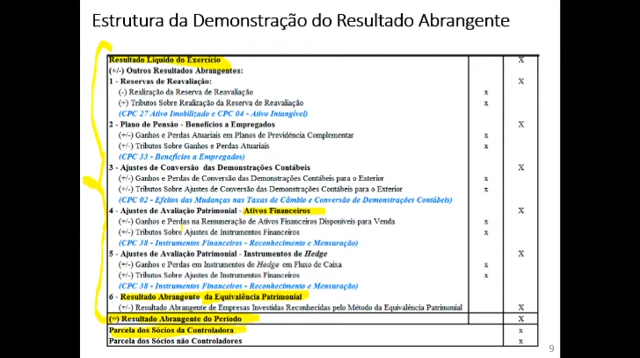 Estrutura da Demonstração do Resultado Abrangente
Resultado Líquido do Exercício X
(+/-) Outros Resultados Abrangentes:
1 - Reservas de Reavaliação: X
(-) Realização da Reserva de Reavaliação x
(+) Tributos Sobre Realização da Reserva de Reavaliação x
(CPC 27 Ativo Imobilizado e CPC 04 - Ativo Intangível)
2 - Plano de Pensão - Benefícios a Empregados X
(+/-) Ganhos e Perdas Atuariais em Planos de Previdência Complementar x
(+/-) Tributos Sobre Ganhos e Perdas Atuariais x
(CPC 33 - Benefícios a Empregados)
3 - Ajustes de Conversão das Demonstrações Contábeis X
(+/-) Ganhos e Perdas de Conversão das Demonstrações Contábeis para o Exterior x
(+/-) Tributos Sobre Ajustes de Conversão das Demonstrações Contábeis para o Exterior x
(CPC 02 - Efeitos das Mudanças nas Taxas de Câmbio e Conversão de Demonstrações Contábeis)
4 - Ajustes de Avaliação Patrimonial - Ativos Financeiros X
(+/-) Ganhos e Perdas na Remuneração de Ativos Financeiros Disponíveis para Venda x
(+/-) Tributos Sobre Ajustes de Instrumentos Financeiros x
(CPC 38 - Instrumentos Financeiros - Reconhecimento e Mensuração)
5 - Ajustes de Avaliação Patrimonial - Instrumentos de Hedge X
(+/-) Ganhos e Perdas em Instrumentos de Hedge em Fluxo de Caixa x
(+/-) Tributos Sobre Ajustes de Instrumentos Financeiros x
(CPC 38 - Instrumentos Financeiros - Reconhecimento e Mensuração)
6 - Resultado Abrangente da Equivalência Patrimonial
(+/-) Resultado Abrangente de Empresas Investidas Reconhecidas pelo Método da Equivalência Patrimonial X
(=) Resultado Abrangente do Período X
Parcela dos Sócios da Controladora x
Parcela dos Sócios não Controladores x
9